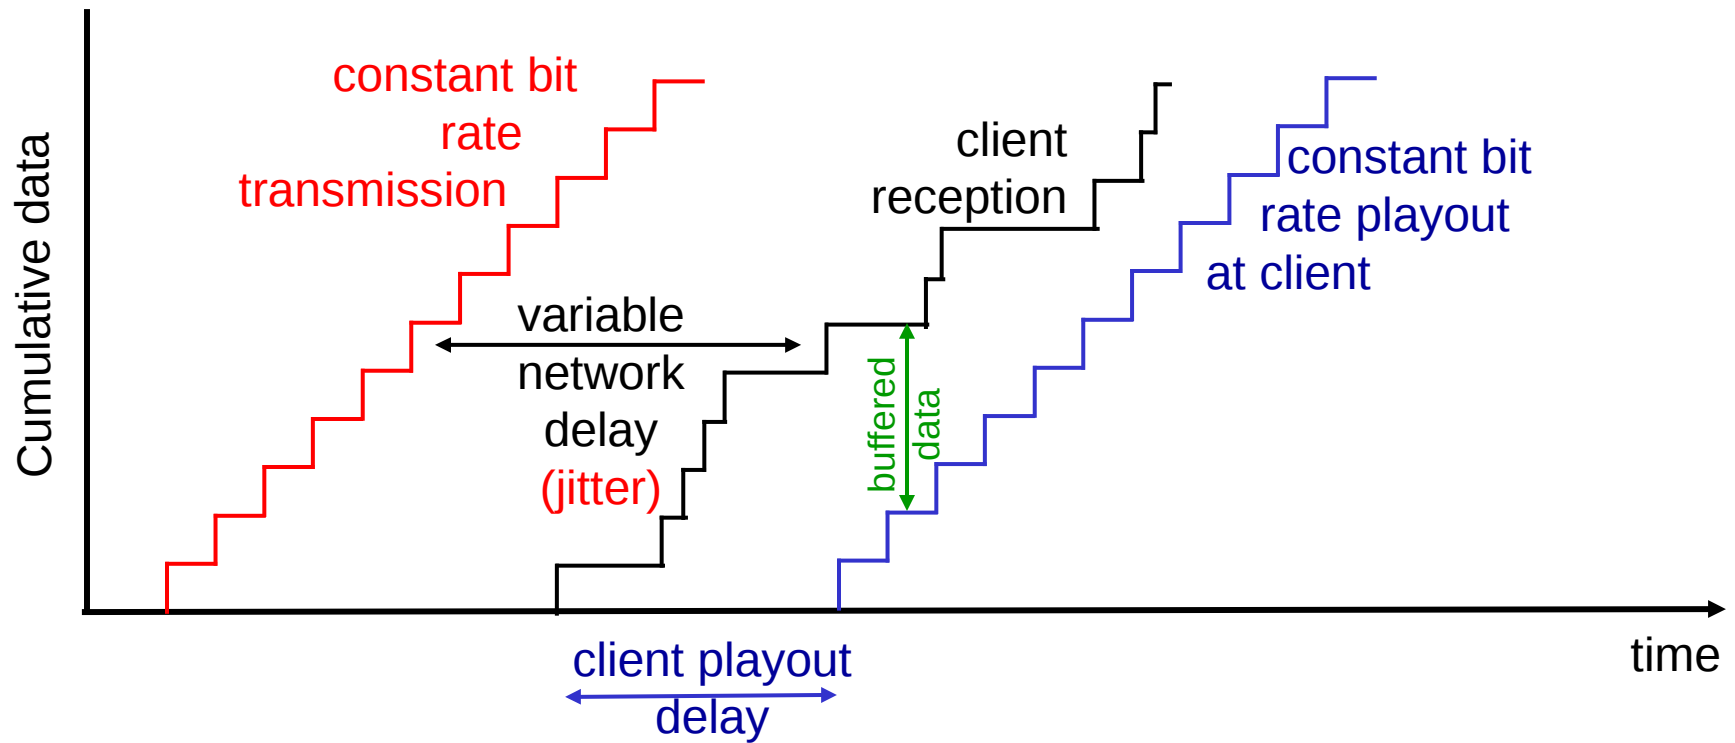 Cumulative data
constant bit
rate
transmission
variable
network
delay
(jitter)
client
reception
buffered
data
constant bit
rate playout
at client
time
client playout
delay